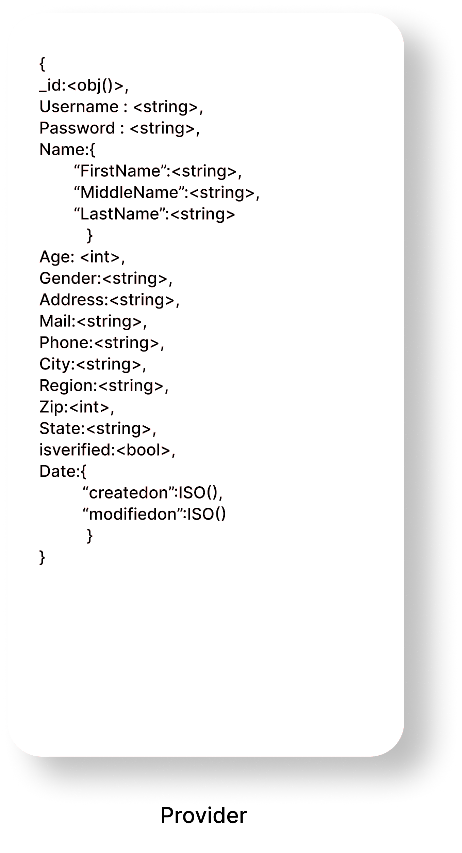 {
_id:<obj()>,
Username : <string>,
Password : <string>,
Name:{
“FirstName”:<string>,
“MiddleName”:<string>,
“LastName”:<string>
}
Age: <int>,
Gender:<string>,
Address:<string>,
Mail:<string>,
Phone:<string>,
City:<string>,
Region:<string>,
Zip:<int>,
State:<string>,
isverified:<bool>,
Date:{
“createdon”:ISO(),
“modifiedon”:ISO()
}
}
Provider